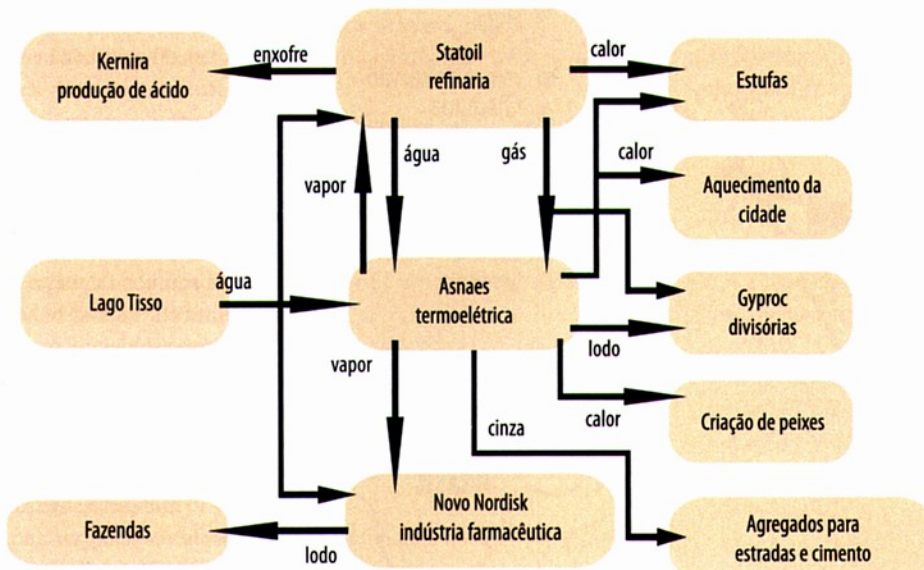 Kernira
produção de ácido
enxofre
Statoil
refinaria
calor
Estufas
água
gás
vapor
calor
Aquecimento da
cidade
Lago Tisso
água
Asnaes
termoelétrica
Gyproc
divisórias
lodo
vapor
calor
Criação de peixes
cinza
Fazendas
lodo
Novo Nordisk
indústria farmacêutica
Agregados para
estradas e cimento